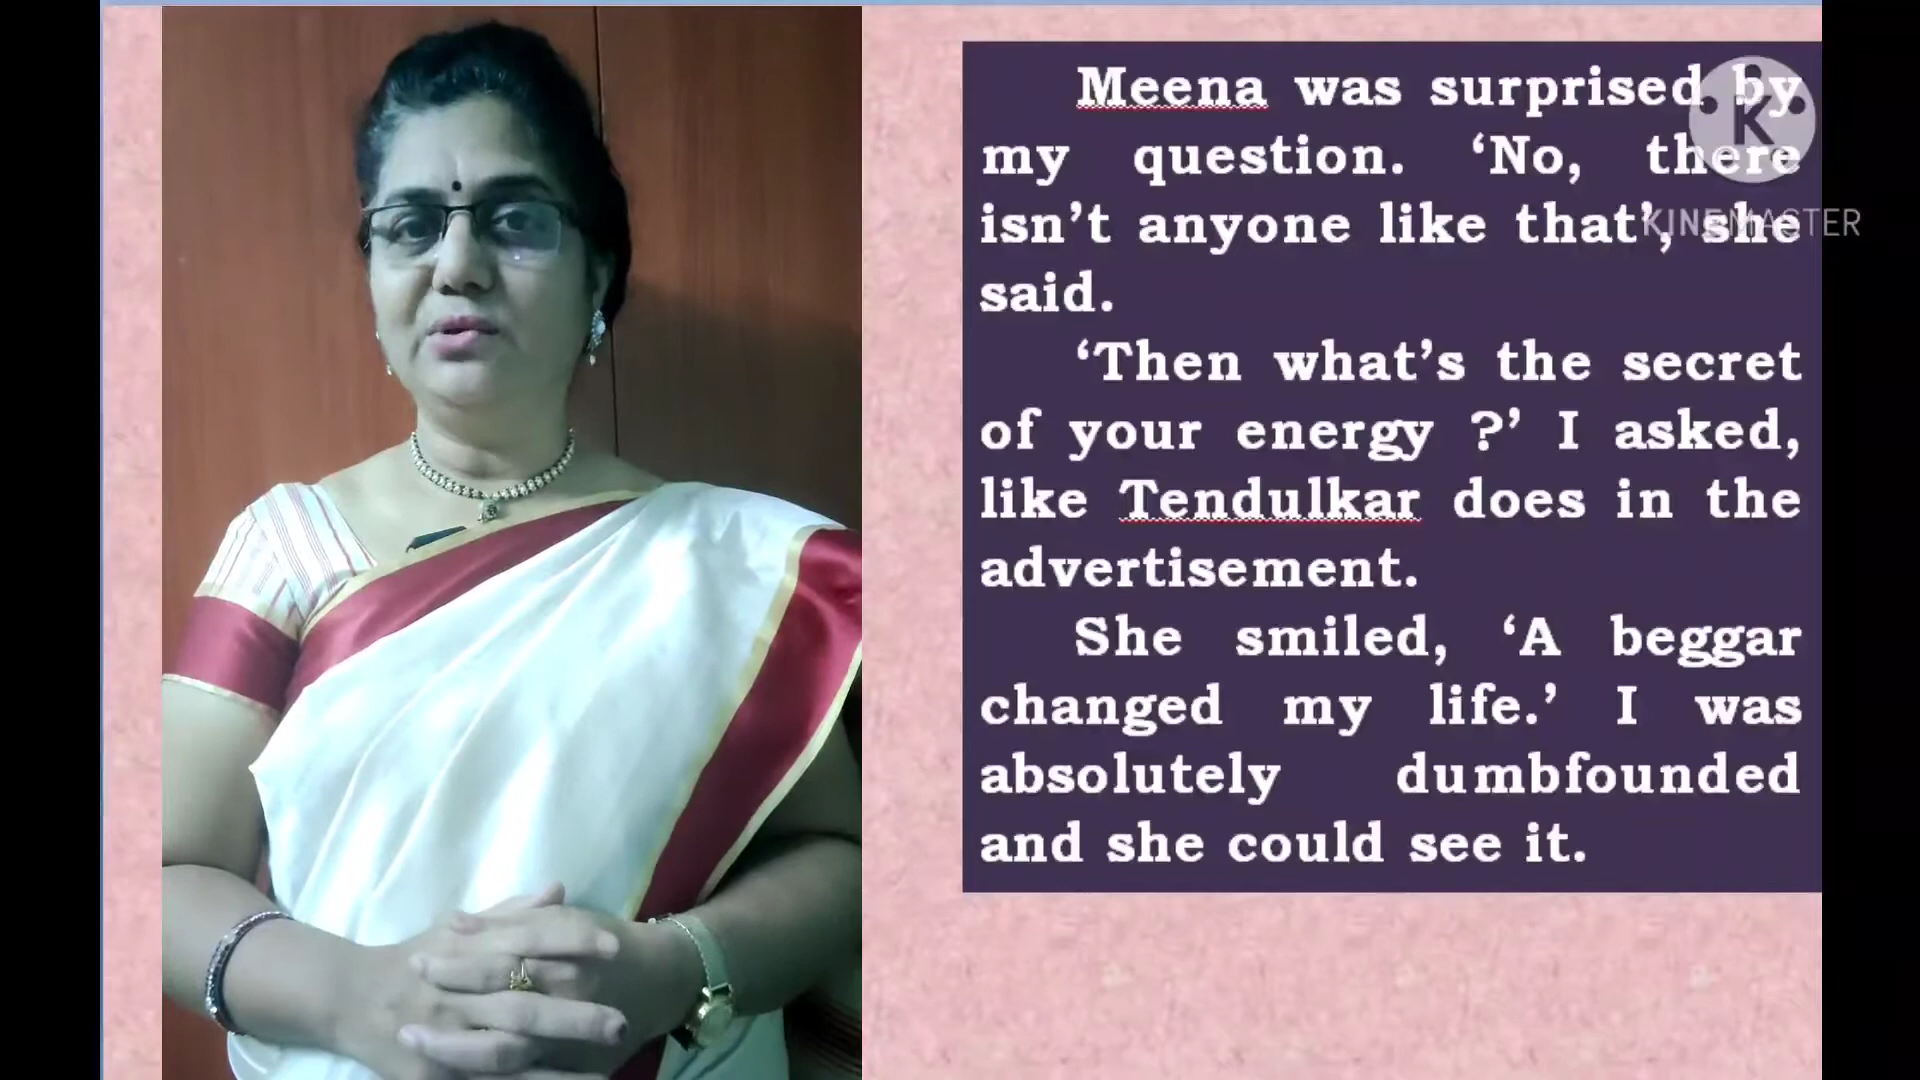 Meena was surprised by
my question. ‘No, there
isn’t anyone like that’, she
said.
‘Then what’s the secret
of your energy ?’ I asked,
like Tendulkar does in the
advertisement.
She smiled, ‘A beggar
changed my life.’ I was
absolutely dumbfounded
and she could see it.
K
KINEMASTER